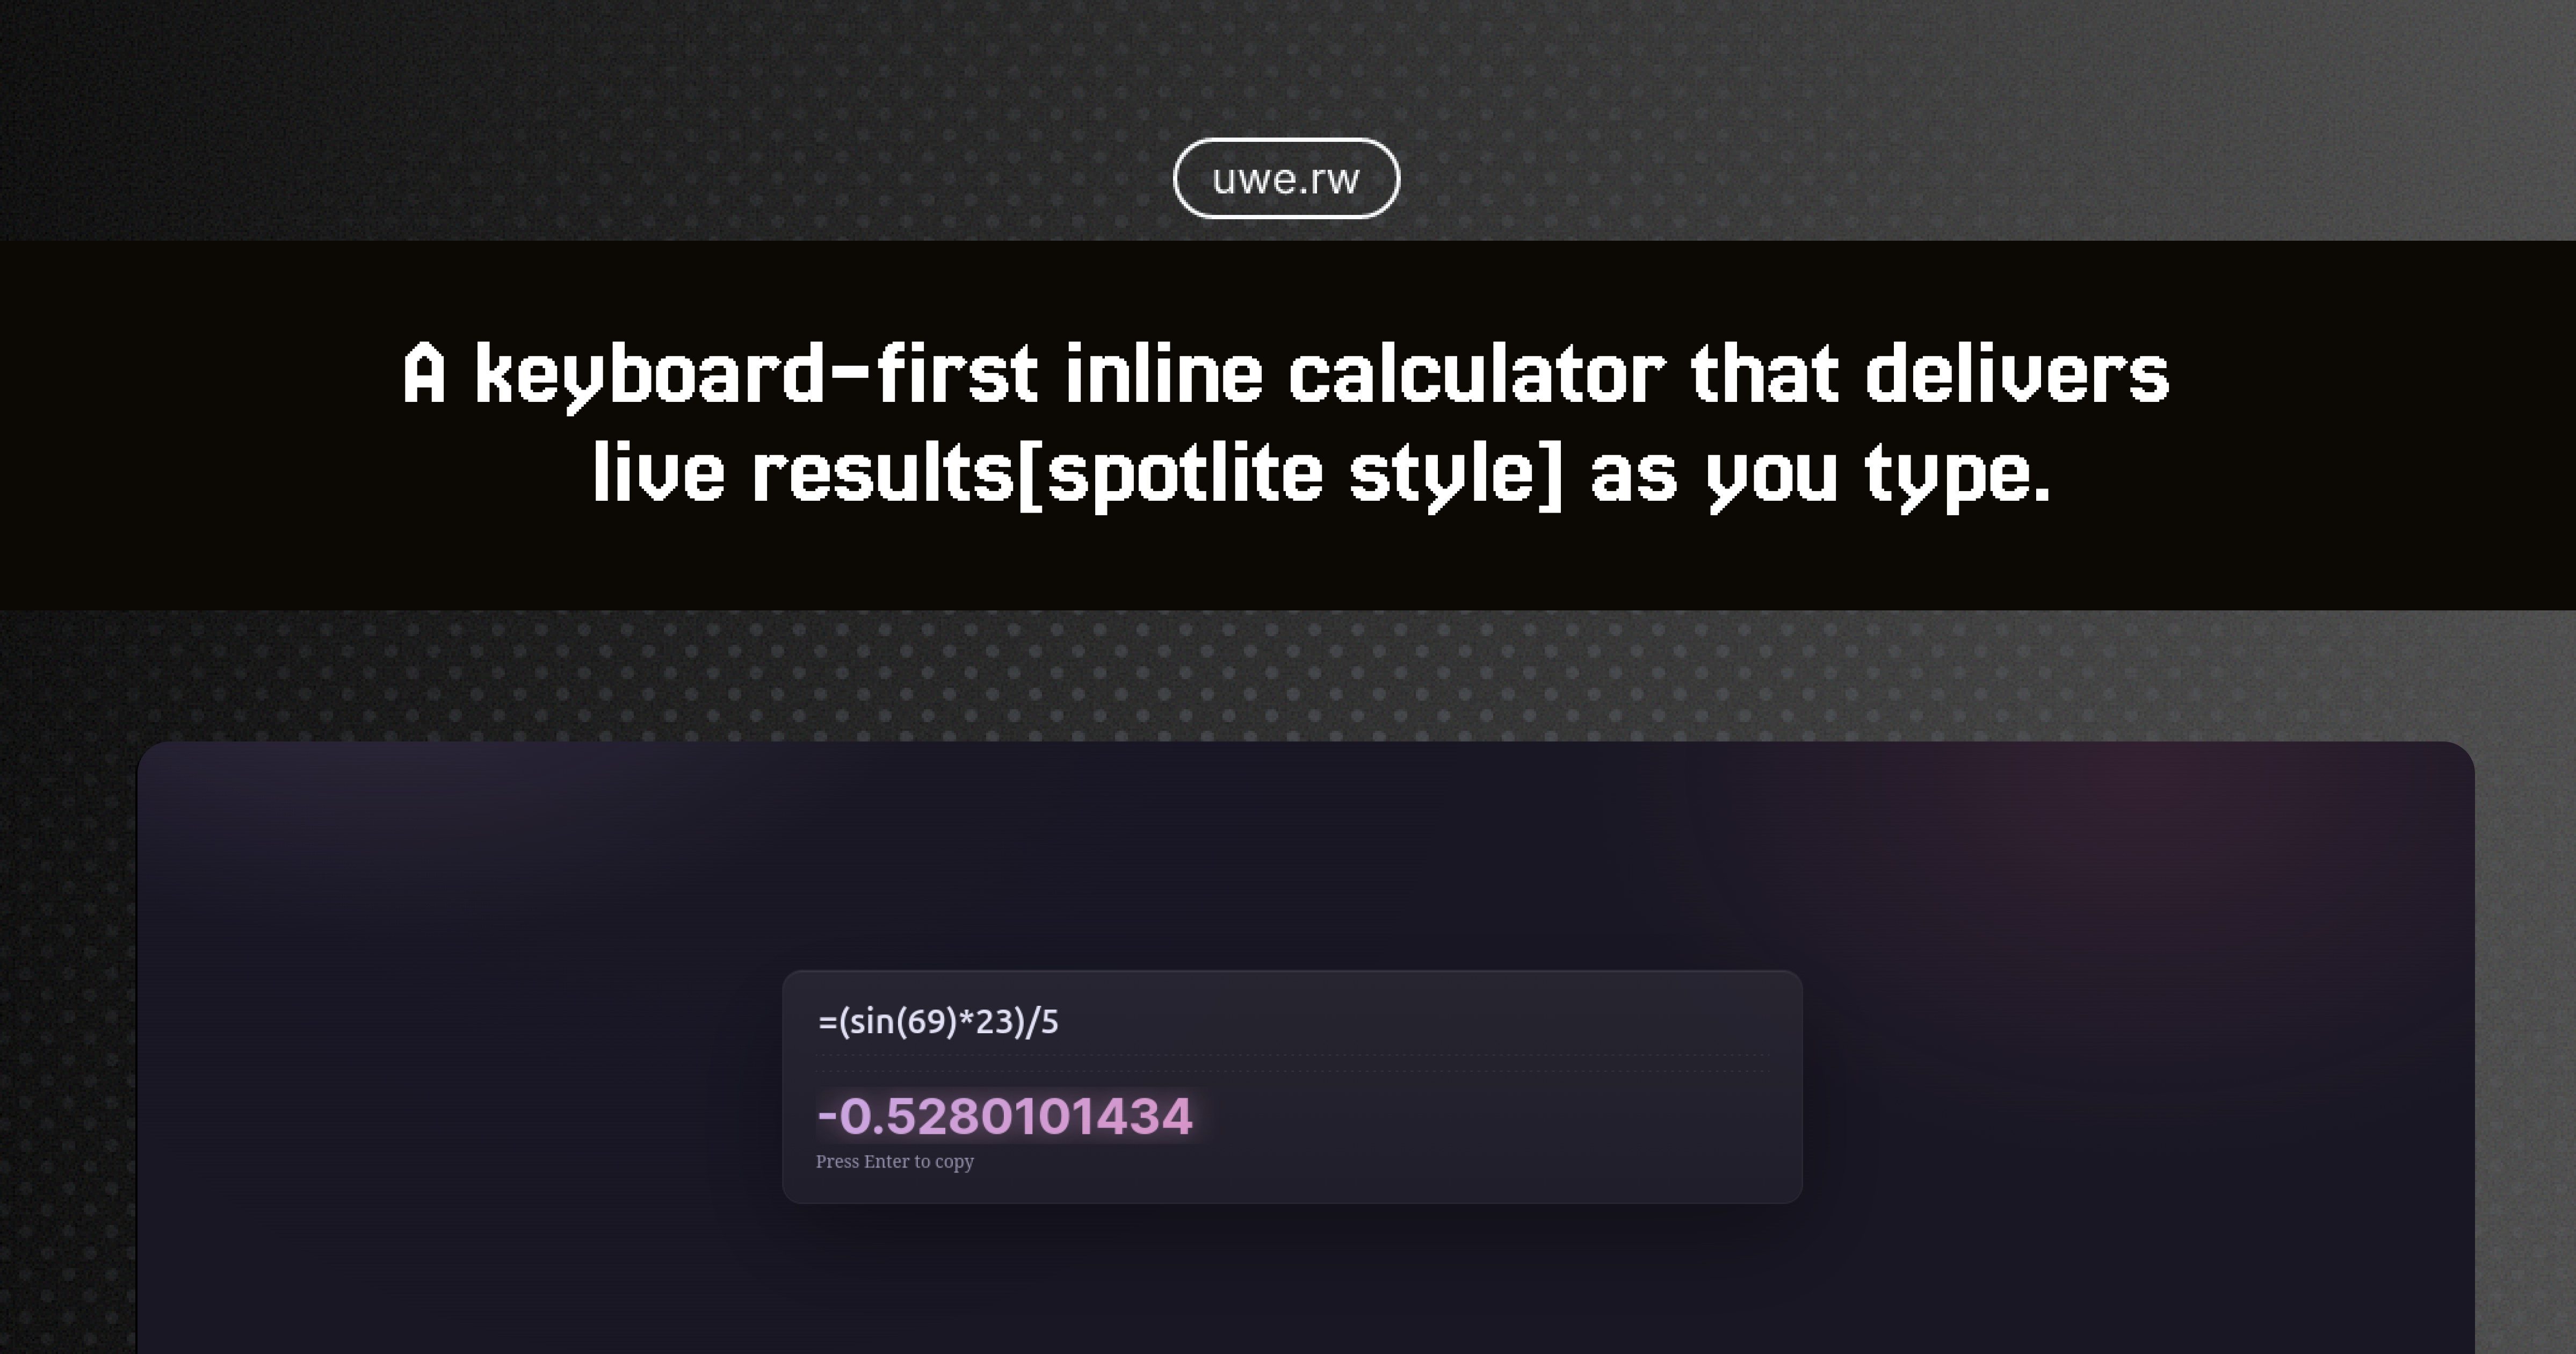 uwe.rw
A keyboard-first inline calculator that delivers
live results[spotlite style] as you type.
=(sin(69)*23)/5
-0.5280101434
Press Enter to copy